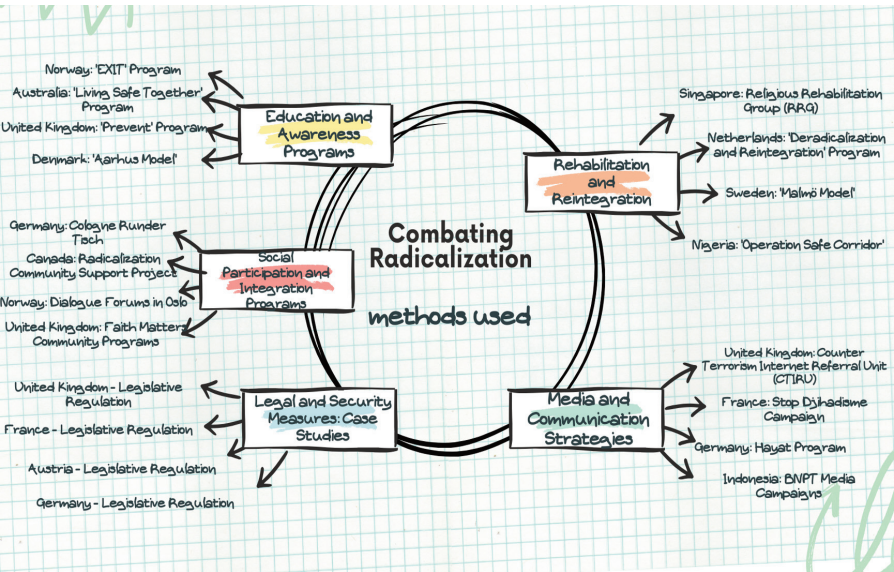 Norway: 'EXIT' Program
Australia: 'Living Safe Together'
Program
United Kingdom: 'Prevent' Program
Denmark: 'Aarhus Model'
Education and
Awareness
Programs
Rehabilitation
and
Reintegration
Singapore: Religious Rehabilitation
Group (RRG)
Netherlands: 'Deradicalization
and Reintegration' Program
Sweden: 'Malmö Model'
Nigeria: 'Operation Safe Corridor'
Combating
Radicalization
methods used
Germany: Cologne Runder
Tisch
Canada: Radicalization
Community Support Project
Norway: Dialogue Forums in Oslo
United Kingdom: Faith Matters
Community Programs
Social
Participation and
Integration
Programs
United Kingdom - Legislative
Regulation
France - Legislative Regulation
Austria - Legislative Regulation
Germany - Legislative Regulation
Legal and Security
Measures: Case
Studies
Media and
Communication
Strategies
United Kingdom: Counter
Terrorism Internet Referral Unit
(CTIRU)
France: Stop Djihadisme
Campaign
Germany: Hayat Program
Indonesia: BNPT Media
Campaigns